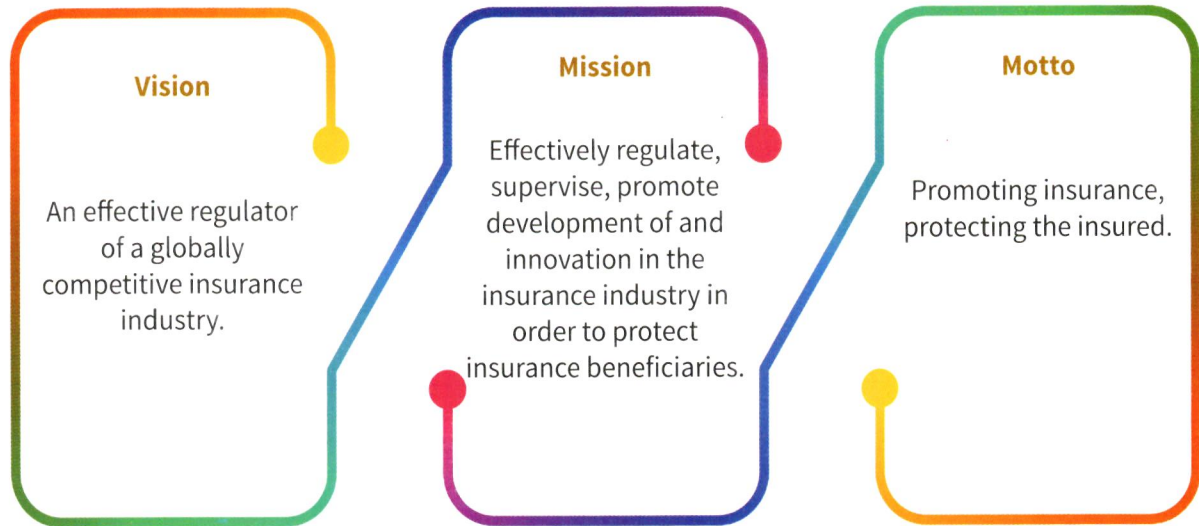 Vision
An effective regulator
of a globally
competitive insurance
industry.
Mission
Effectively regulate,
supervise, promote
development of and
innovation in the
insurance industry in
order to protect
insurance beneficiaries.
Motto
Promoting insurance,
protecting the insured.